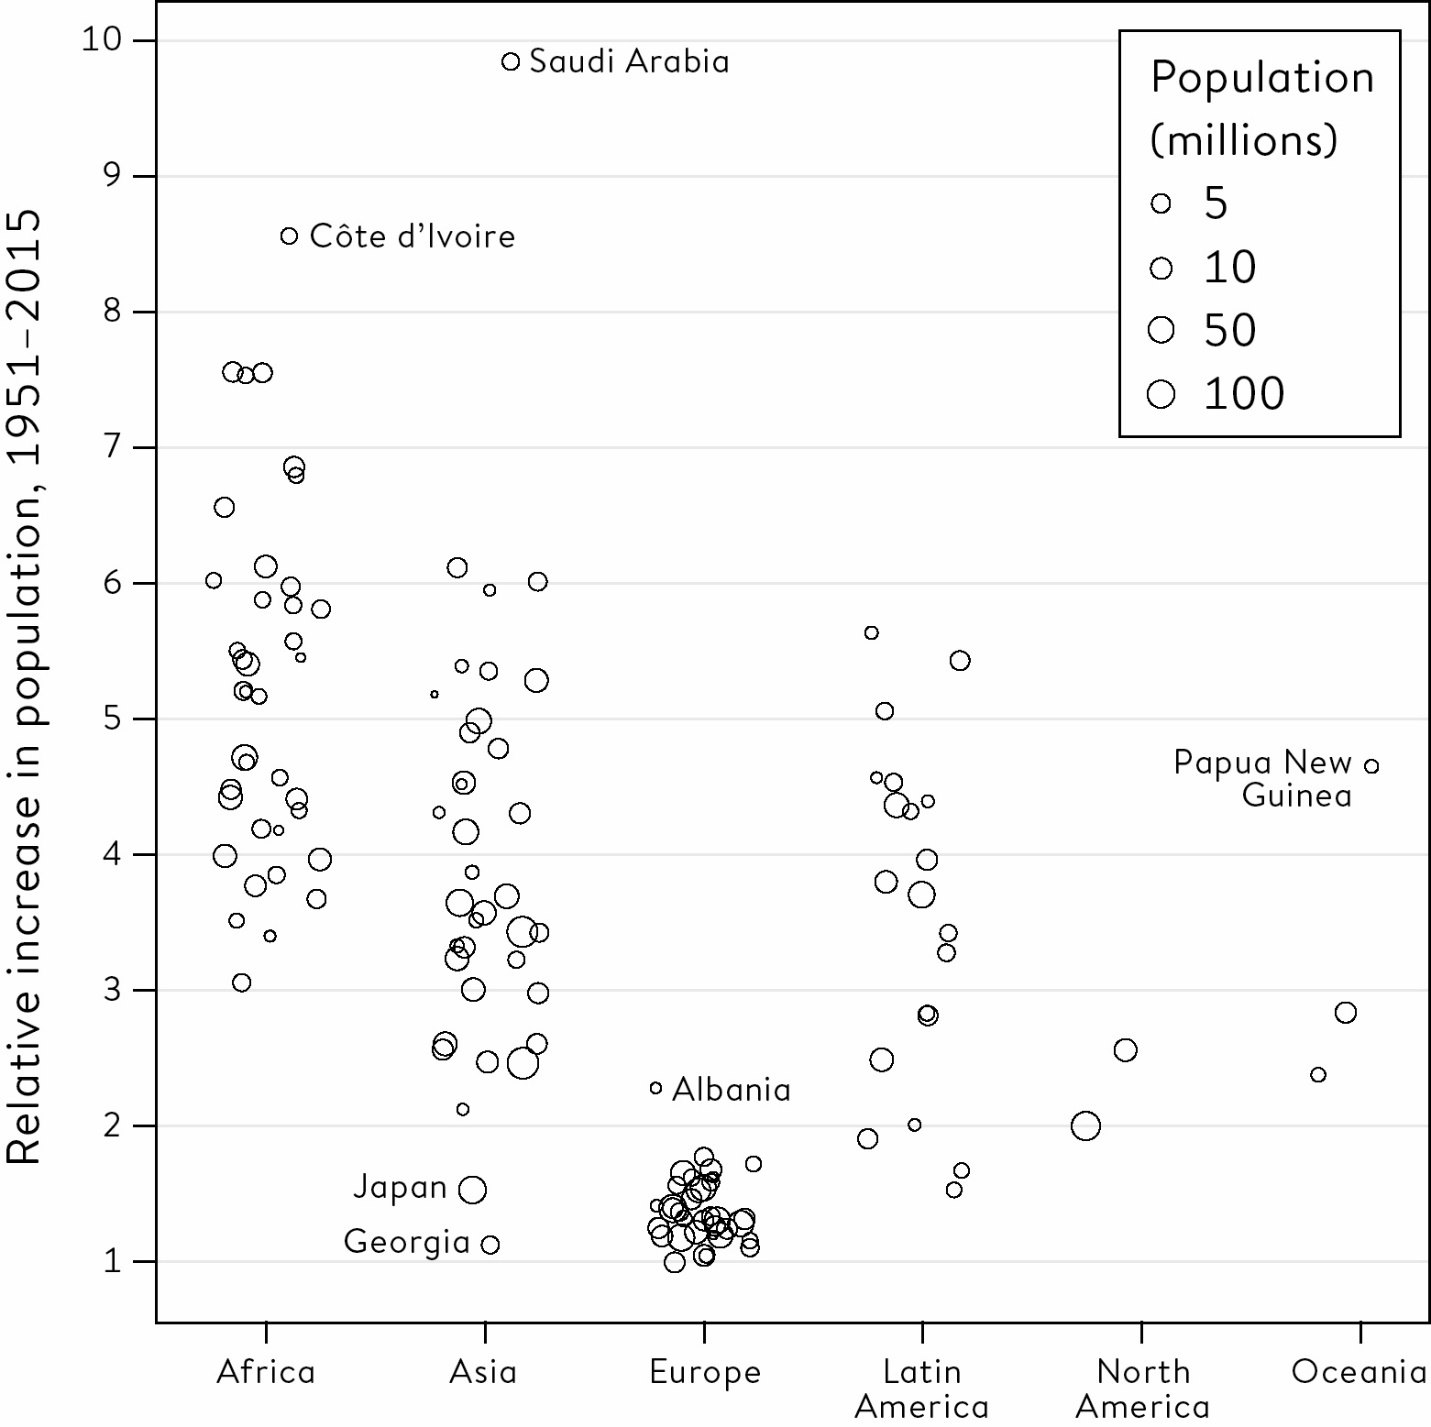 Relative increase in population, 1951–2015
10
9
8
7
6
5
4
3
2
1
Saudi Arabia
Côte d’Ivoire
Papua New
Guinea
Albania
Japan
Georgia
Population
(millions)
5
10
50
100
Africa
Asia
Europe
Latin
America
North
America
Oceania